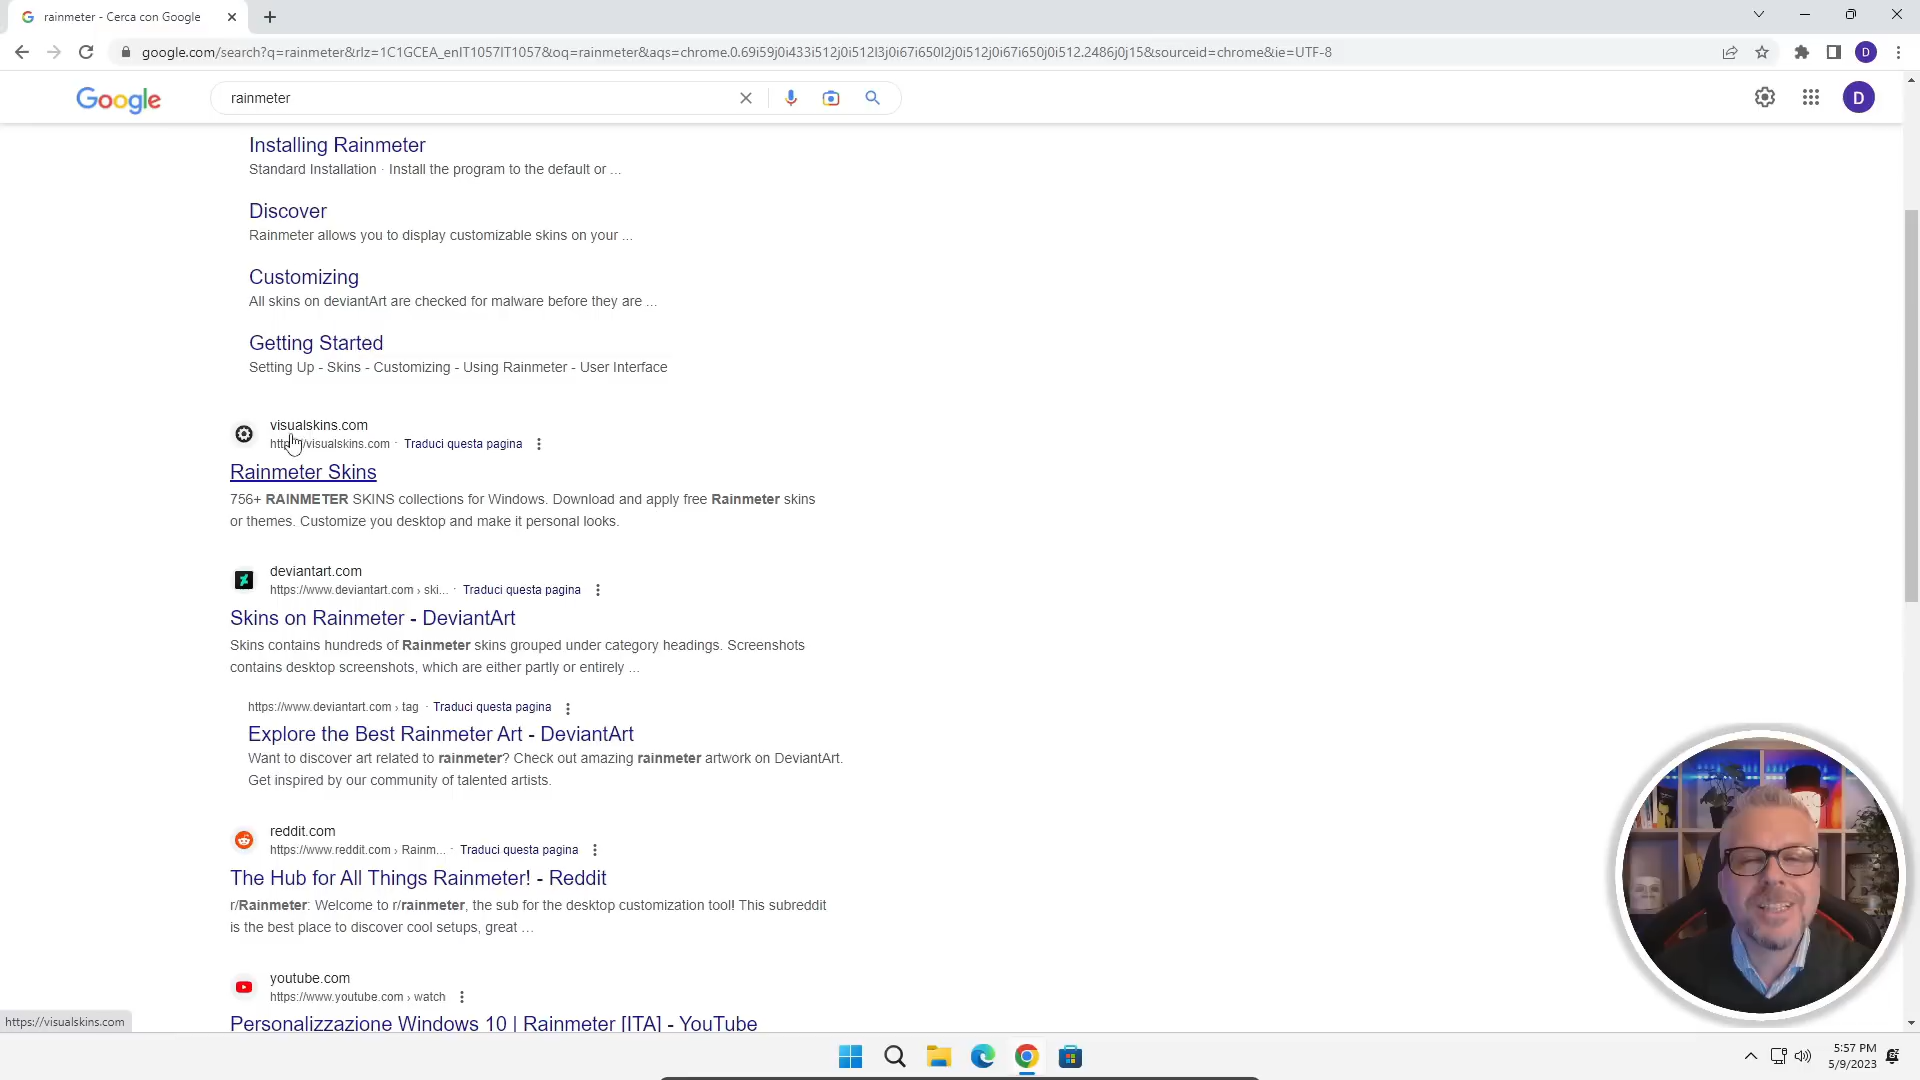 rainmeter - Cerca con Google
google.com/search?q=rainmeter&rlz=1C1GCEA_enIT1057IT1057&oq=rainmeter&aqs=chrome.0.69i59j0i433i512j0i512l3j0i67i650l2j0i512j0i67i650j0i512.2486j0j15&sourceid=chrome&ie=UTF-8
D
Google
rainmeter
D
Installing Rainmeter
Standard Installation · Install the program to the default or ...
Discover
Rainmeter allows you to display customizable skins on your ...
Customizing
All skins on deviantArt are checked for malware before they are ...
Getting Started
Setting Up - Skins - Customizing - Using Rainmeter - User Interface
visualskins.com
https://visualskins.com · Traduci questa pagina
Rainmeter Skins
756+ RAINMETER SKINS collections for Windows. Download and apply free Rainmeter skins
or themes. Customize you desktop and make it personal looks.
deviantart.com
https://www.deviantart.com › ski... · Traduci questa pagina
Skins on Rainmeter - DeviantArt
Skins contains hundreds of Rainmeter skins grouped under category headings. Screenshots
contains desktop screenshots, which are either partly or entirely ...
https://www.deviantart.com › tag · Traduci questa pagina
Explore the Best Rainmeter Art - DeviantArt
Want to discover art related to rainmeter? Check out amazing rainmeter artwork on DeviantArt.
Get inspired by our community of talented artists.
reddit.com
https://www.reddit.com › Rainm... · Traduci questa pagina
The Hub for All Things Rainmeter! - Reddit
r/Rainmeter: Welcome to r/rainmeter, the sub for the desktop customization tool! This subreddit
is the best place to discover cool setups, great ...
youtube.com
https://www.youtube.com › watch
Personalizzazione Windows 10 | Rainmeter [ITA] - YouTube
https://visualskins.com
5:57 PM
5/9/2023